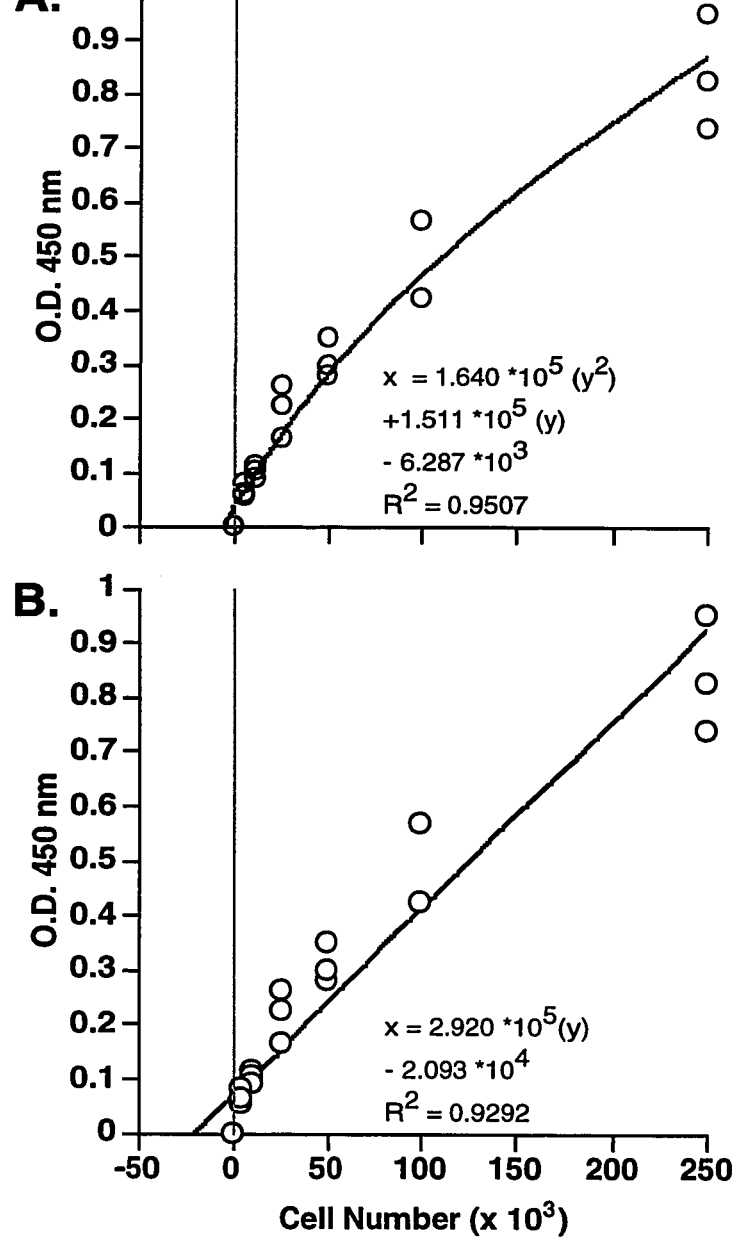 A.
0.9
0.8
0.7
0.6
0.5
0.4
0.3
0.2
0.1
0
O.D. 450 nm
x = 1.640 *10^5 (y^2)
+1.511 *10^5 (y)
- 6.287 *10^3
R^2 = 0.9507
B.
1
0.9
0.8
0.7
0.6
0.5
0.4
0.3
0.2
0.1
0
O.D. 450 nm
x = 2.920 *10^5(y)
- 2.093 *10^4
R^2 = 0.9292
-50 0 50 100 150 200 250
Cell Number (x 10^3)